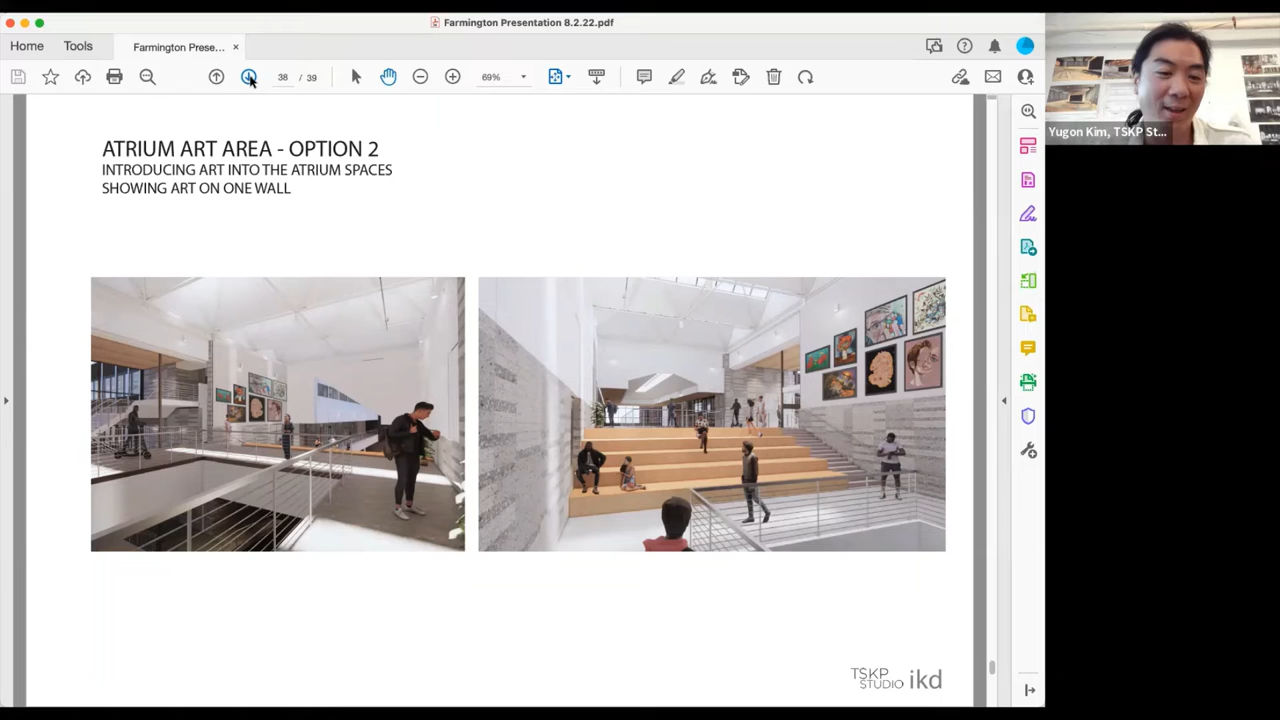 Farmington Presentation 8.2.22.pdf
Home
Tools
Farmington Prese...
38 / 39
69%
Yugon Kim, TSKP St...
ATRIUM ART AREA - OPTION 2
INTRODUCING ART INTO THE ATRIUM SPACES
SHOWING ART ON ONE WALL
TSKP
STUDIO
ikd